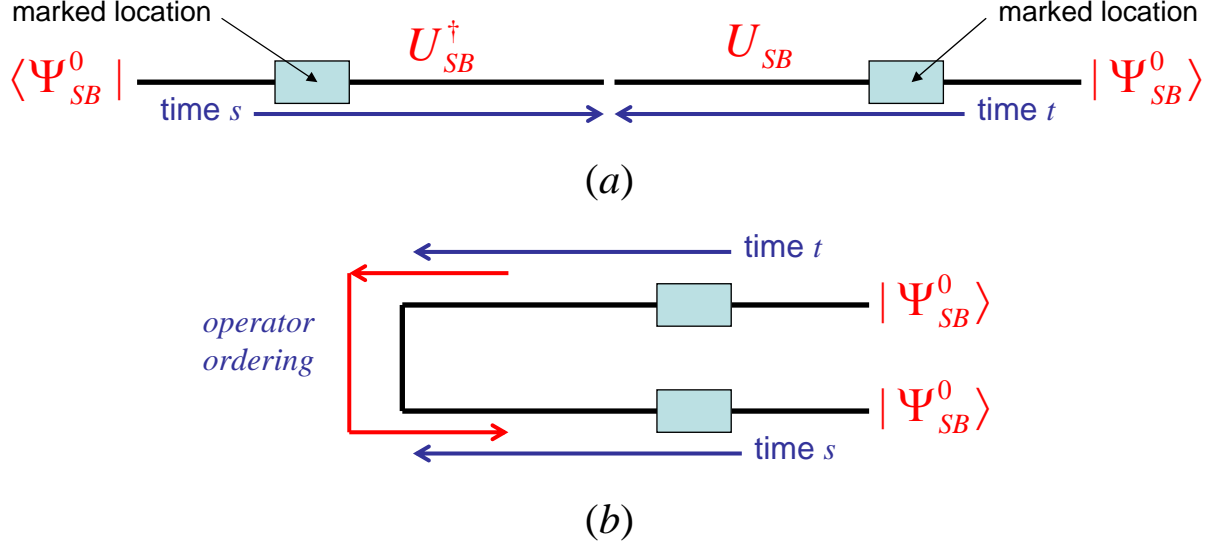 marked location marked location
⟨Ψ⁰_SB | U†_SB U_SB | Ψ⁰_SB⟩
time s time t
(a)
time t
| Ψ⁰_SB⟩
operator
ordering
| Ψ⁰_SB⟩
time s
(b)